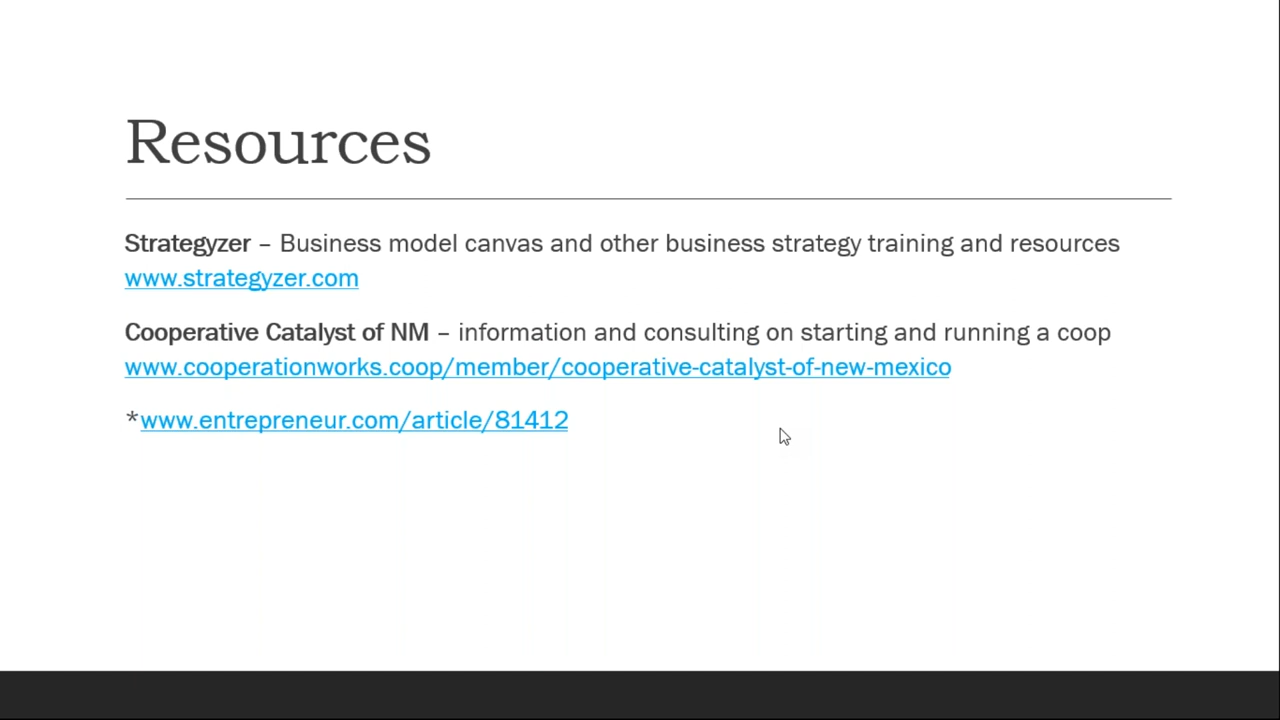 Resources
Strategyzer – Business model canvas and other business strategy training and resources
www.strategyzer.com
Cooperative Catalyst of NM – information and consulting on starting and running a coop
www.cooperationworks.coop/member/cooperative-catalyst-of-new-mexico
*www.entrepreneur.com/article/81412